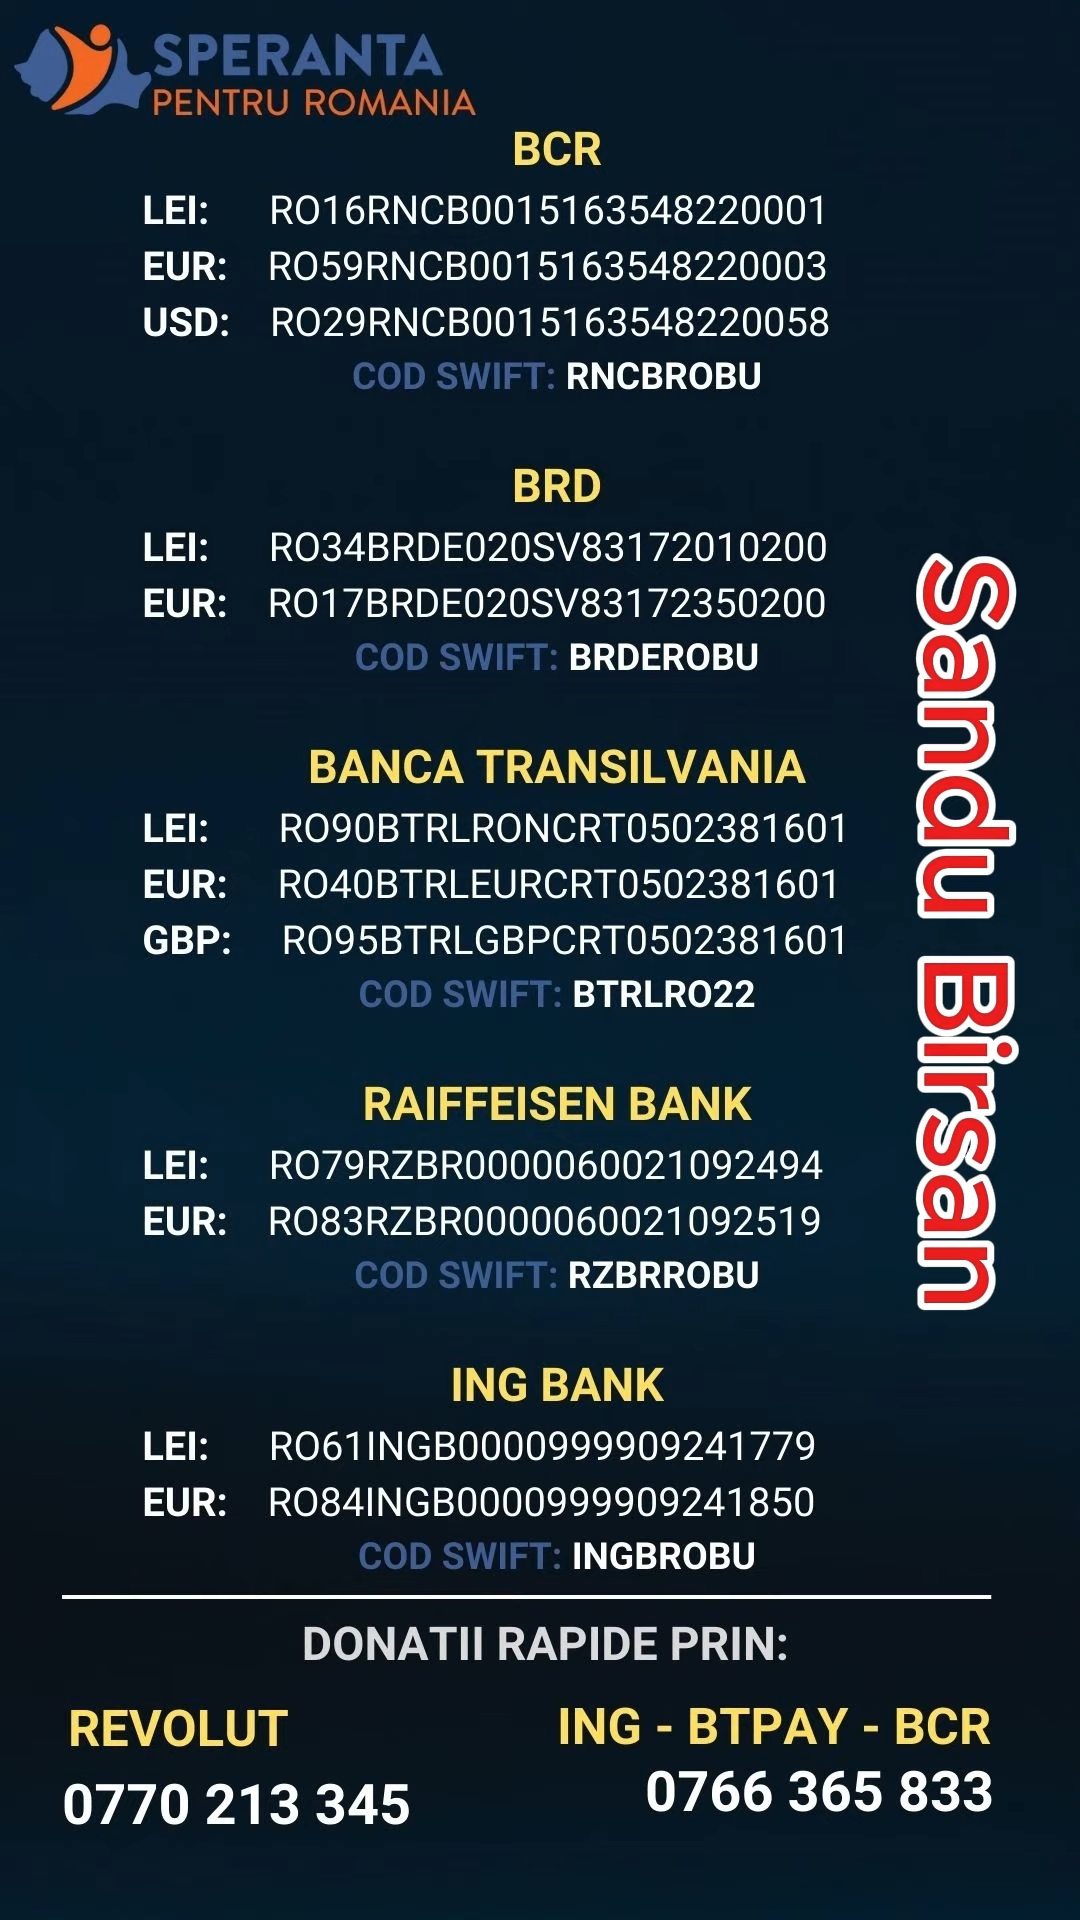 SPERANTA
PENTRU ROMANIA
BCR
LEI: RO16RNCB0015163548220001
EUR: RO59RNCB0015163548220003
USD: RO29RNCB0015163548220058
COD SWIFT: RNCBROBU
BRD
LEI: RO34BRDE020SV83172010200
EUR: RO17BRDE020SV83172350200
COD SWIFT: BRDEROBU
BANCA TRANSILVANIA
LEI: RO90BTRLRONCRT0502381601
EUR: RO40BTRLEURCRT0502381601
GBP: RO95BTRLGBPCRT0502381601
COD SWIFT: BTRLRO22
RAIFFEISEN BANK
LEI: RO79RZBR0000060021092494
EUR: RO83RZBR0000060021092519
COD SWIFT: RZBRROBU
ING BANK
LEI: RO61INGB0000999909241779
EUR: RO84INGB0000999909241850
COD SWIFT: INGBROBU
Sandu Birsan
DONATII RAPIDE PRIN:
REVOLUT
0770 213 345
ING - BTPAY - BCR
0766 365 833